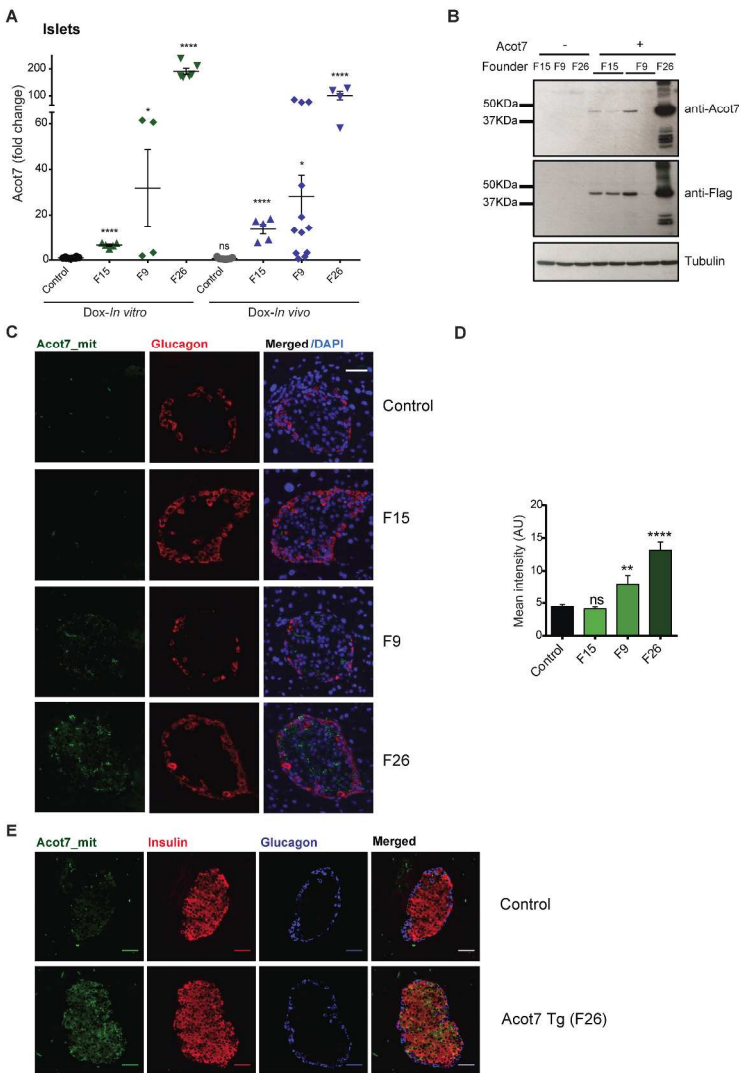 A
Islets
Acot7 (fold change)
200
100
60
40
20
0
****
*
****
ns
****
*
****
Control
F15
F9
F26
Control
F15
F9
F26
Dox-In vitro
Dox-In vivo
B
Acot7 - +
Founder F15 F9 F26 F15 F9 F26
50KDa
37KDa
anti-Acot7
50KDa
37KDa
anti-Flag
Tubulin
C
Acot7_mit Glucagon Merged/DAPI
Control
F15
F9
F26
D
Mean intensity (AU)
20
15
10
5
0
ns
**
****
Control
F15
F9
F26
E
Acot7_mit Insulin Glucagon Merged
Control
Acot7 Tg (F26)